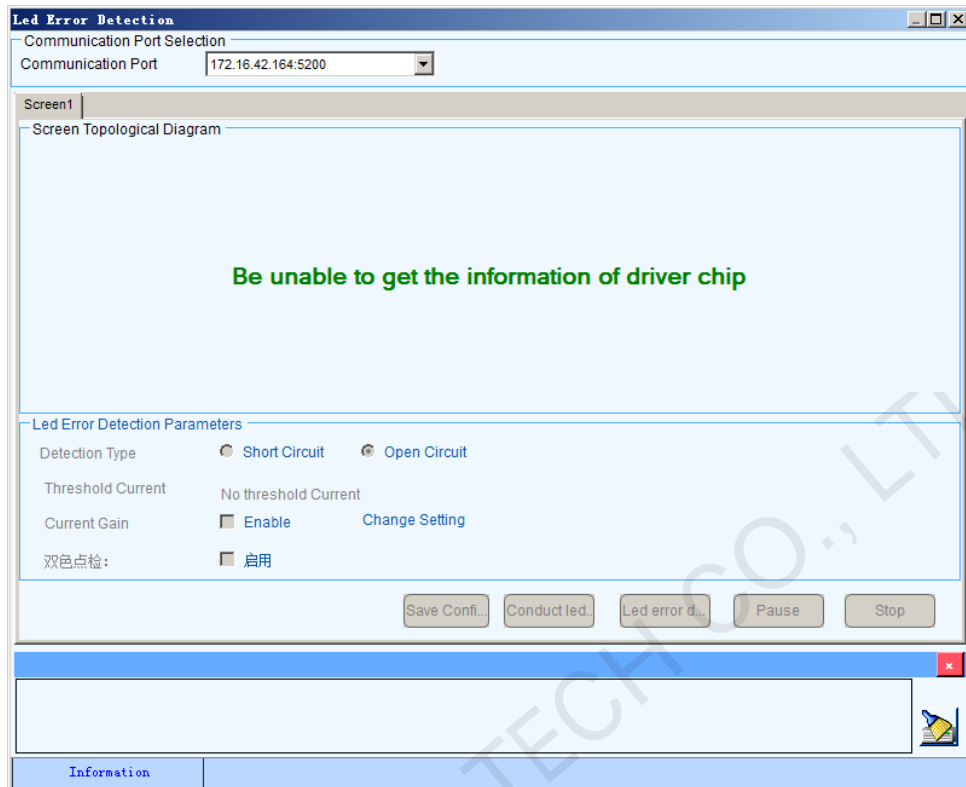 Led Error Detection
Communication Port Selection
Communication Port 172.16.42.164:5200
Screen1
Screen Topological Diagram
Be unable to get the information of driver chip
Led Error Detection Parameters
Detection Type Short Circuit Open Circuit
Threshold Current No threshold Current
Current Gain Enable Change Setting
双色点检: 启用
Save Confi... Conduct led.. Led error d... Pause Stop
Information
TECH CO., LT